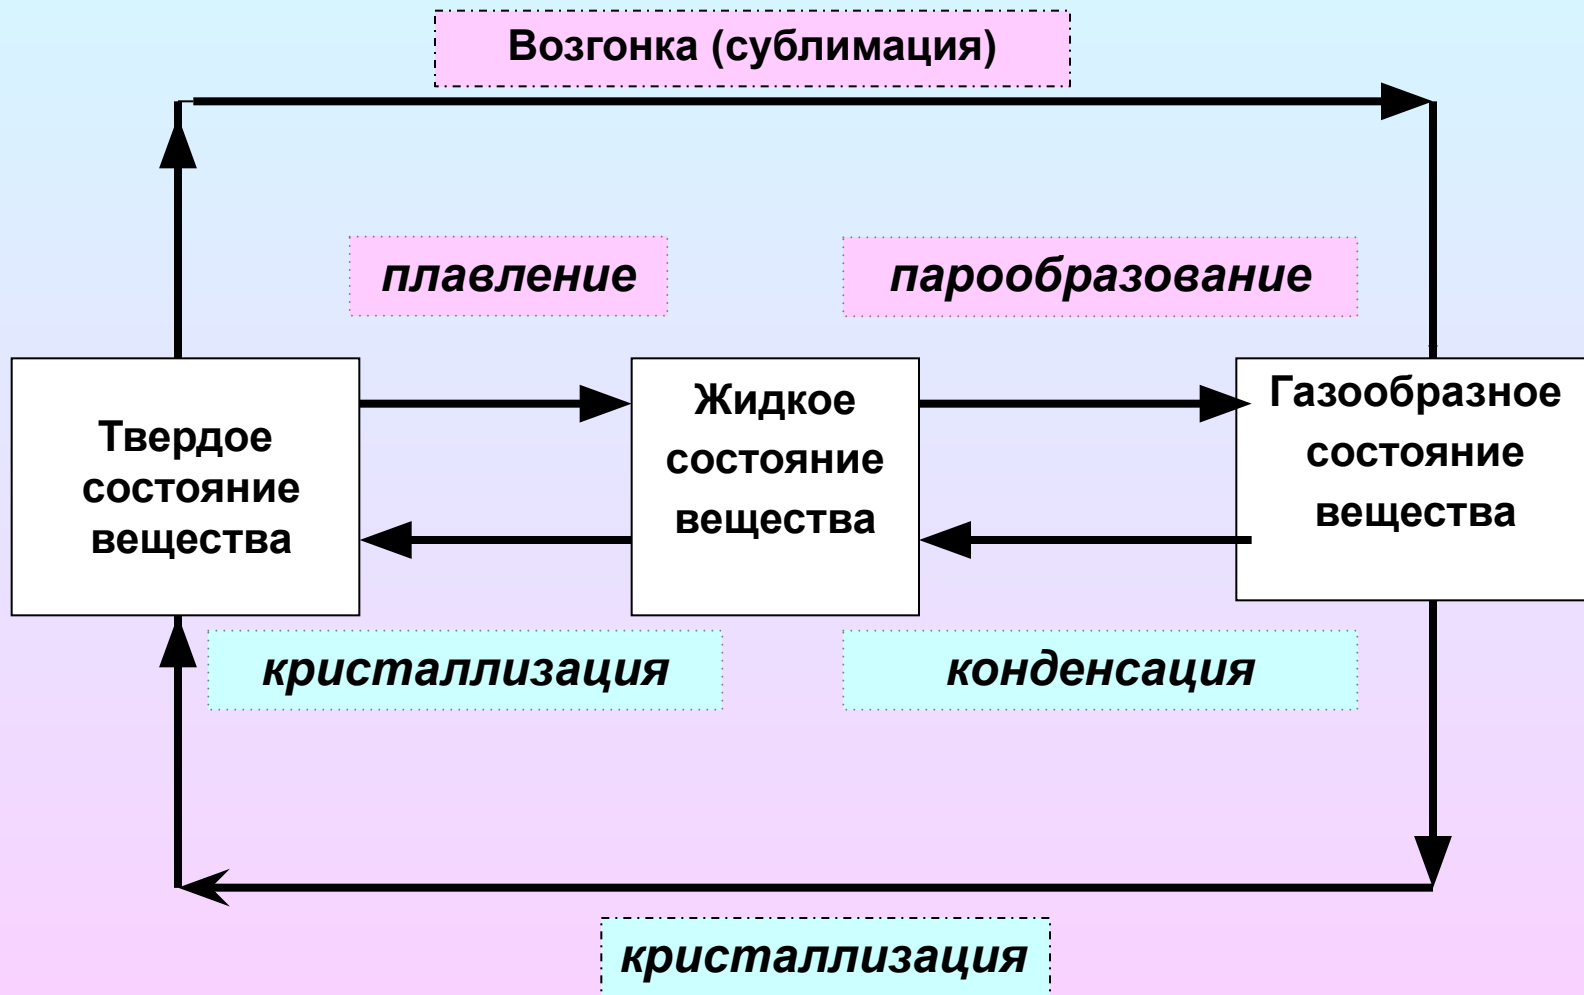 Возгонка (сублимация)
плавление
парообразование
Твердое
состояние
вещества
Жидкое
состояние
вещества
Газообразное
состояние
вещества
кристаллизация
конденсация
кристаллизация